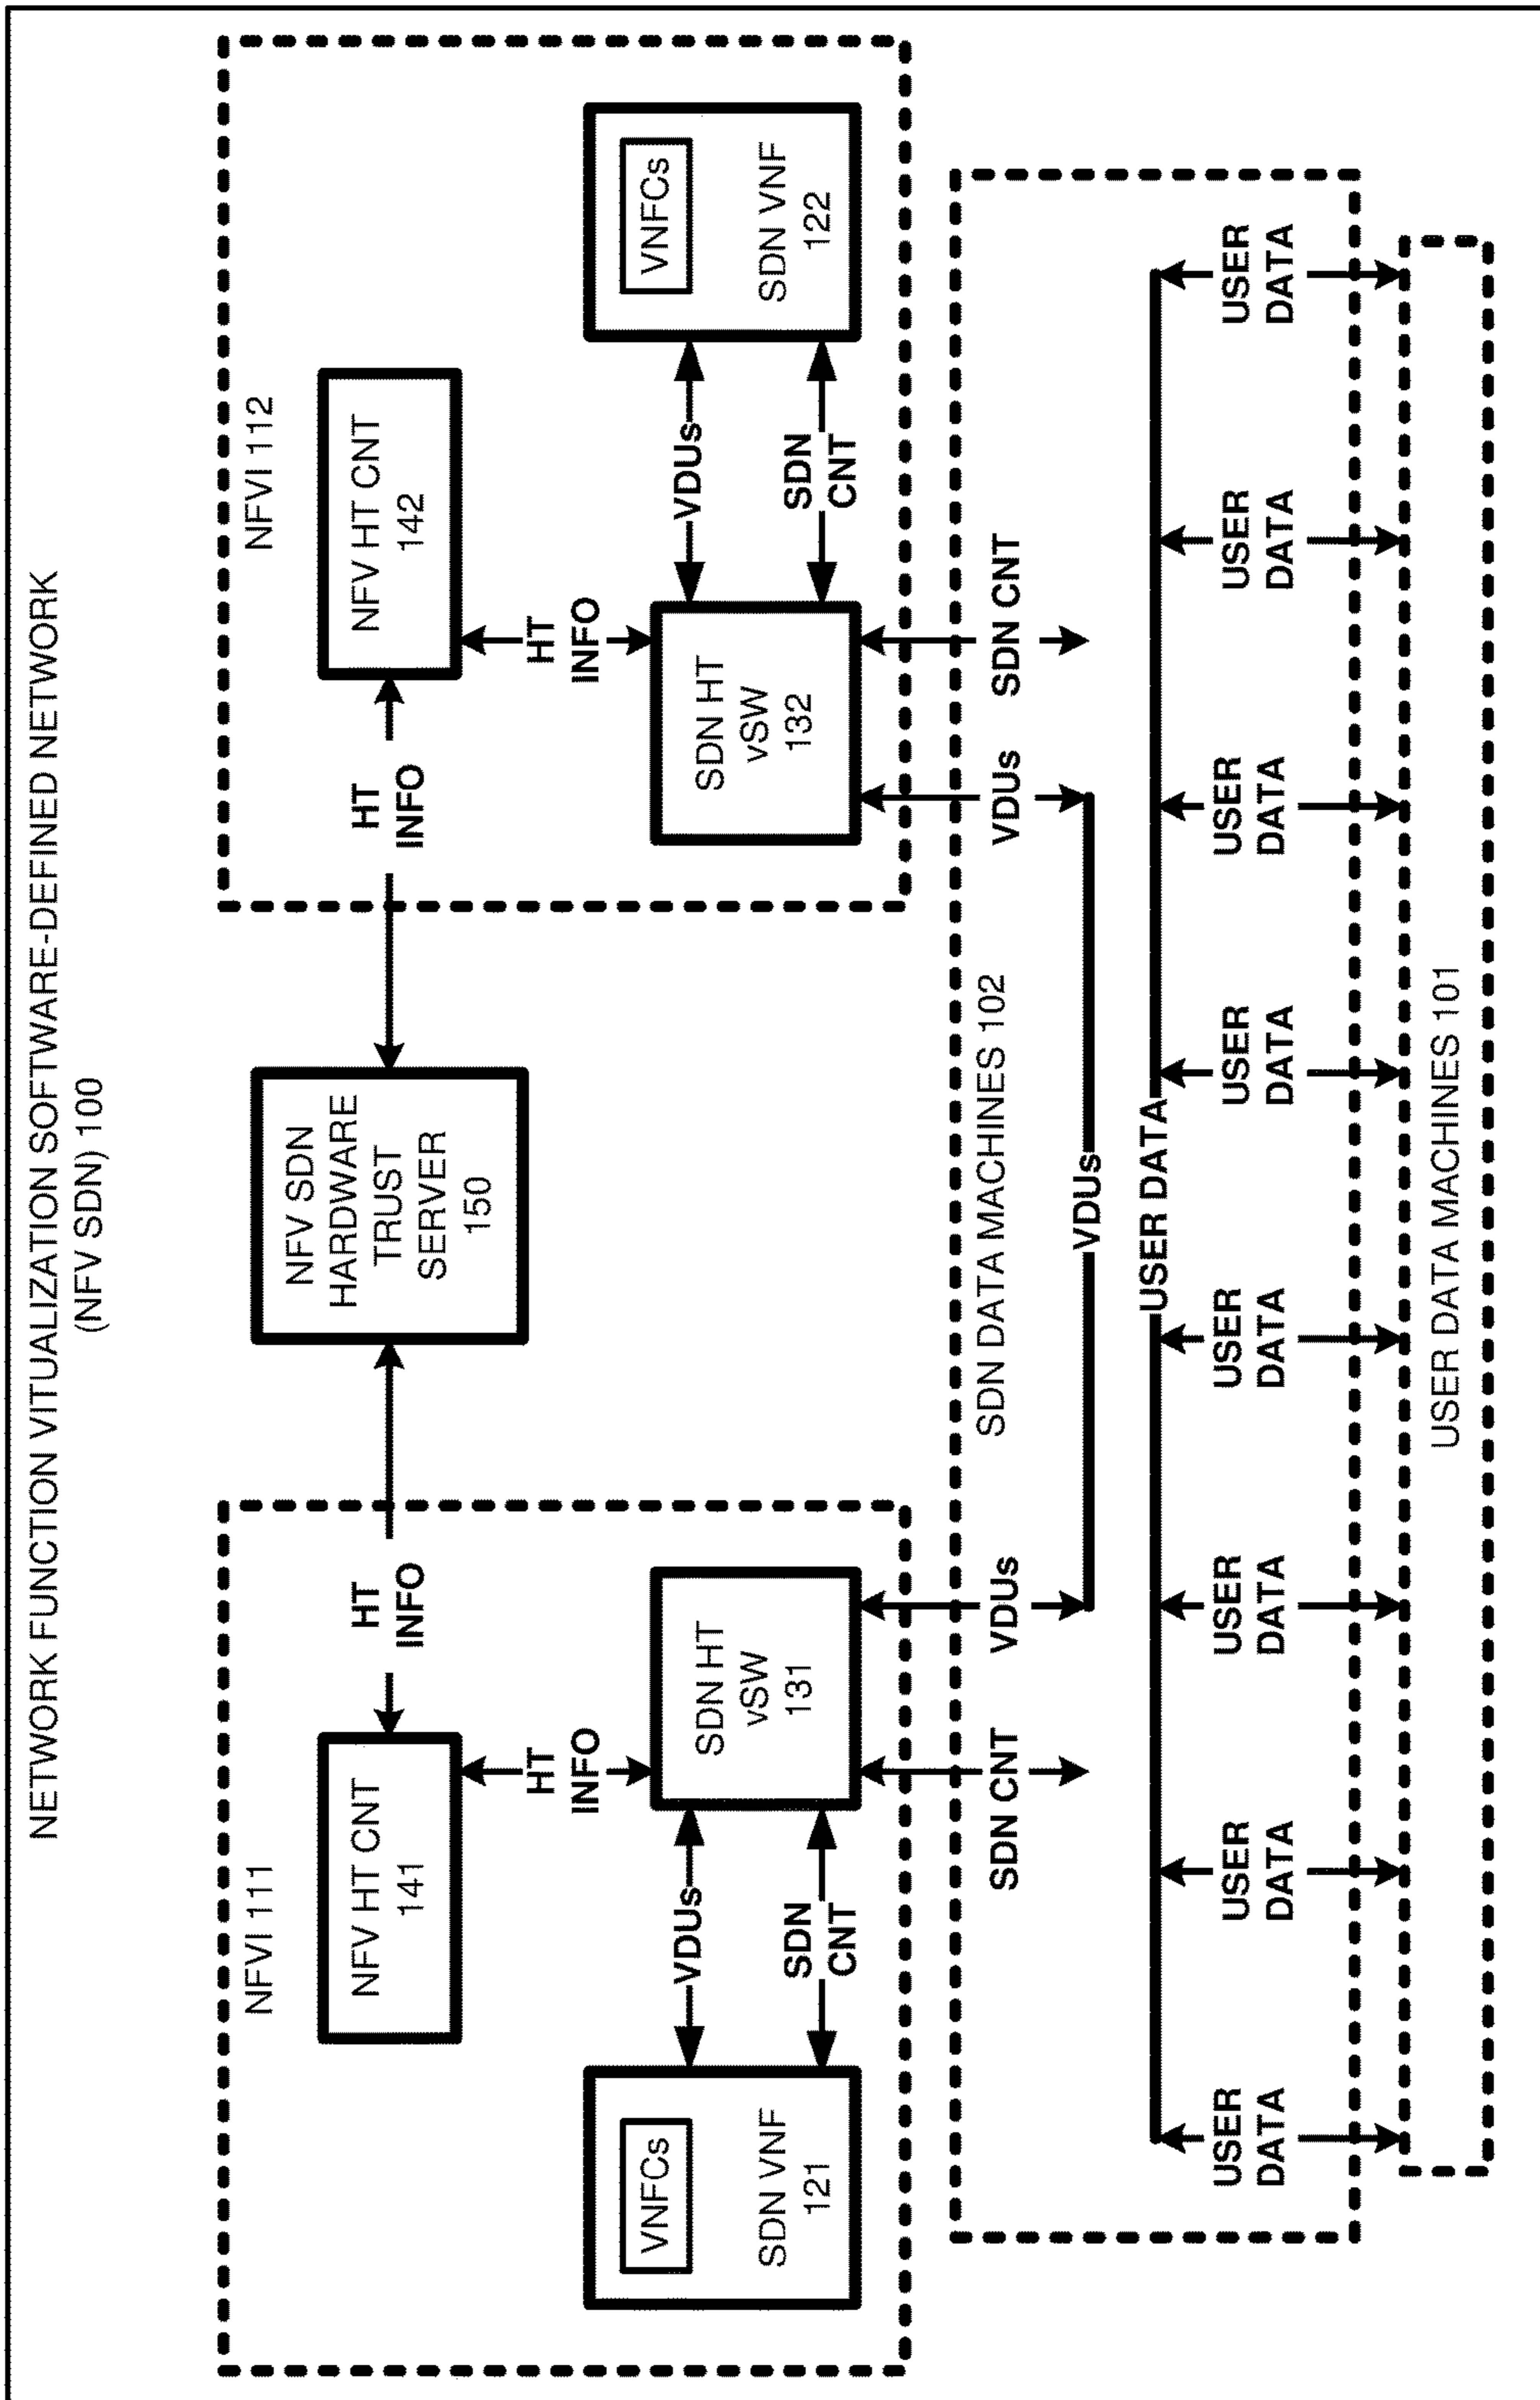 NETWORK FUNCTION VITUALIZATION SOFTWARE-DEFINED NETWORK
(NFV SDN) 100
NFVI 111
NFV HT CNT
141
HT
INFO
HT
INFO
VNFCs
SDN VNF
121
VDUs
SDN
CNT
SDN HT
vSW
131
NFV SDN
HARDWARE
TRUST
SERVER
150
NFVI 112
HT
INFO
NFV HT CNT
142
HT
INFO
SDN HT
vSW
132
VDUs
SDN
CNT
VNFCs
SDN VNF
122
SDN CNT
VDUs
SDN DATA MACHINES 102
VDUs
SDN CNT
VDUs
USER DATA
USER
DATA
USER
DATA
USER
DATA
USER
DATA
USER
DATA
USER
DATA
USER
DATA
USER
DATA
USER DATA MACHINES 101